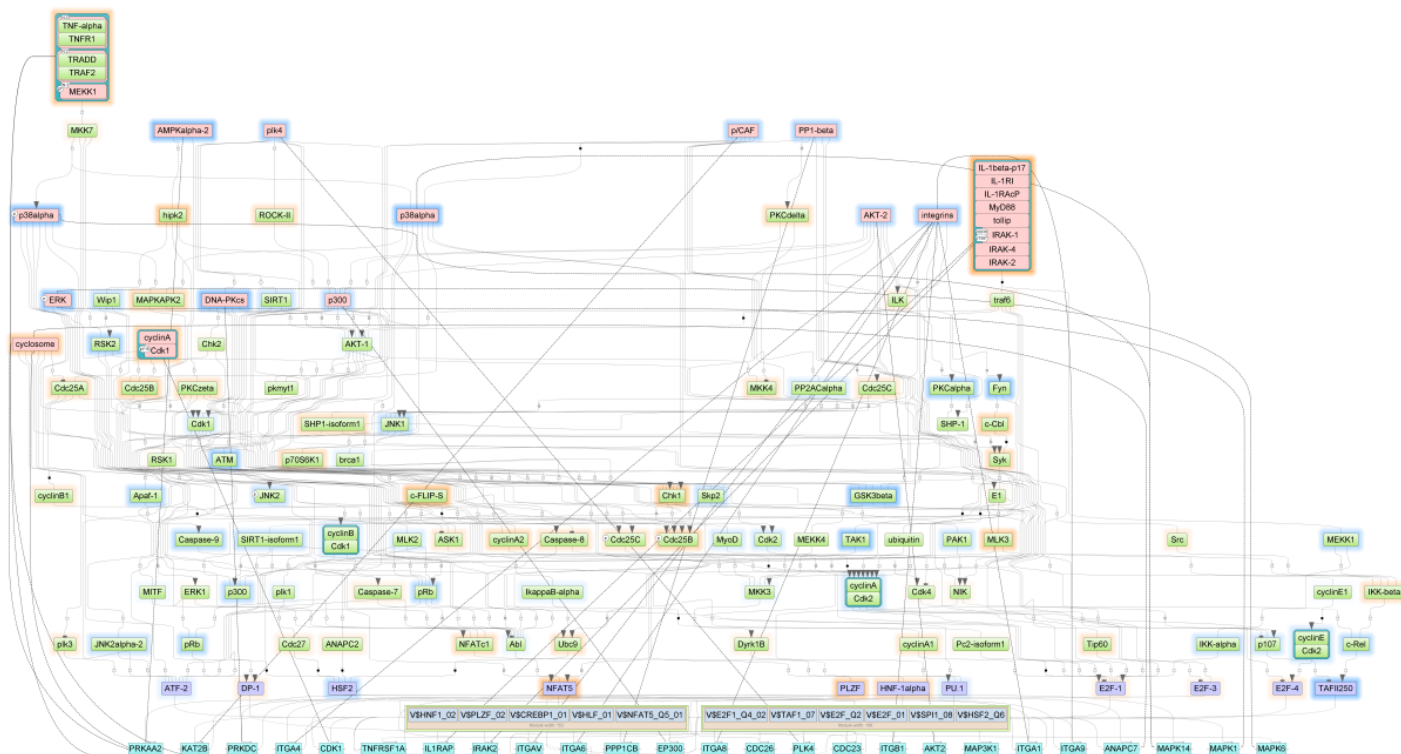 TNF-alpha
TNFR1
TRADD
TRAF2
MEKK1
MKK7 AMPKalpha-2 plk4 p/CAF PP1-beta
IL-1beta-p17
IL-1RI
IL-1RAcP
MyD88
tollip
IRAK-1
IRAK-4
IRAK-2
p38alpha hipk2 ROCK-II p38alpha PKCdelta AKT-2 integrins
ERK Wip1 MAPKAPK2 DNA-PKcs SIRT1 p300 ILK traf6
cyclosome RSK2 cyclinA Chk2 AKT-1
Cdk1
Cdc25A Cdc25B PKCzeta pkmyt1 MKK4 PP2ACalpha Cdc25C PKCalpha Fyn
Cdk1 SHP1-isoform1 JNK1 SHP-1 c-Cbl
RSK1 ATM p70S6K1 brca1 Syk
cyclinB1 Apaf-1 JNK2 c-FLIP-S Chk1 Skp2 GSK3beta E1
Caspase-9 SIRT1-isoform1 cyclinB MLK2 ASK1 cyclinA2 Caspase-8 Cdc25C Cdc25B MyoD Cdk2 MEKK4 TAK1 ubiquitin PAK1 MLK3 Src MEKK1
Cdk1
MITF ERK1 p300 plk1 Caspase-7 pRb IkappaB-alpha MKK3 cyclinA Cdk4 NIK cyclinE1 IKK-beta
Cdk2
plk3 JNK2alpha-2 pRb Cdc27 ANAPC2 NFATc1 Abl Ubc9 Dyrk1B cyclinA1 Pc2-isoform1 Tip60 IKK-alpha p107 cyclinE c-Rel
Cdk2
ATF-2 DP-1 HSF2 NFAT5 PLZF HNF-1alpha PU.1 E2F-1 E2F-3 E2F-4 TAFII250
V$HNF1_02 V$PLZF_02 V$CREBP1_01 V$HLF_01 V$NFAT5_Q5_01 V$E2F1_Q4_02 V$TAF1_07 V$E2F_Q2 V$E2F_01 V$SPI1_08 V$HSF2_Q6
PRKAA2 KAT2B PRKDC ITGA4 CDK1 TNFRSF1A IL1RAP IRAK2 ITGAV ITGA6 PPP1CB EP300 ITGA8 CDC26 PLK4 CDC23 ITGB1 AKT2 MAP3K1 ITGA1 ITGA9 ANAPC7 MAPK14 MAPK1 MAPK6